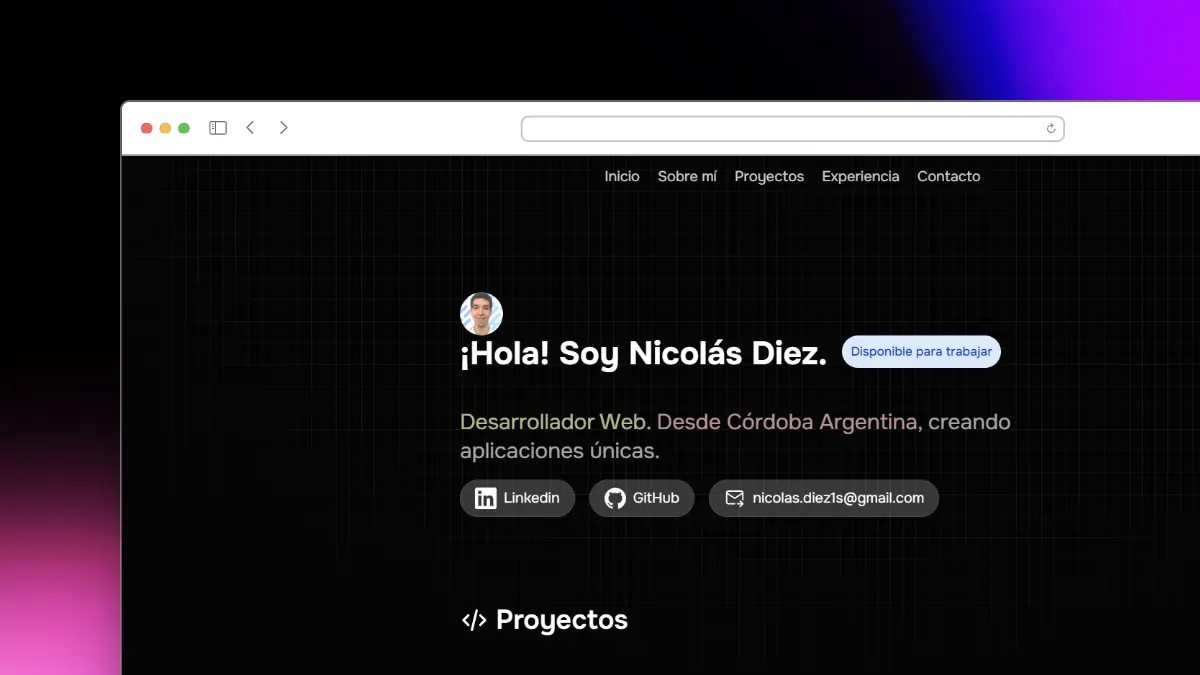 Inicio Sobre mí Proyectos Experiencia Contacto
¡Hola! Soy Nicolás Diez. Disponible para trabajar
Desarrollador Web. Desde Córdoba Argentina, creando
aplicaciones únicas.
Linkedin GitHub nicolas.diez1s@gmail.com
</> Proyectos